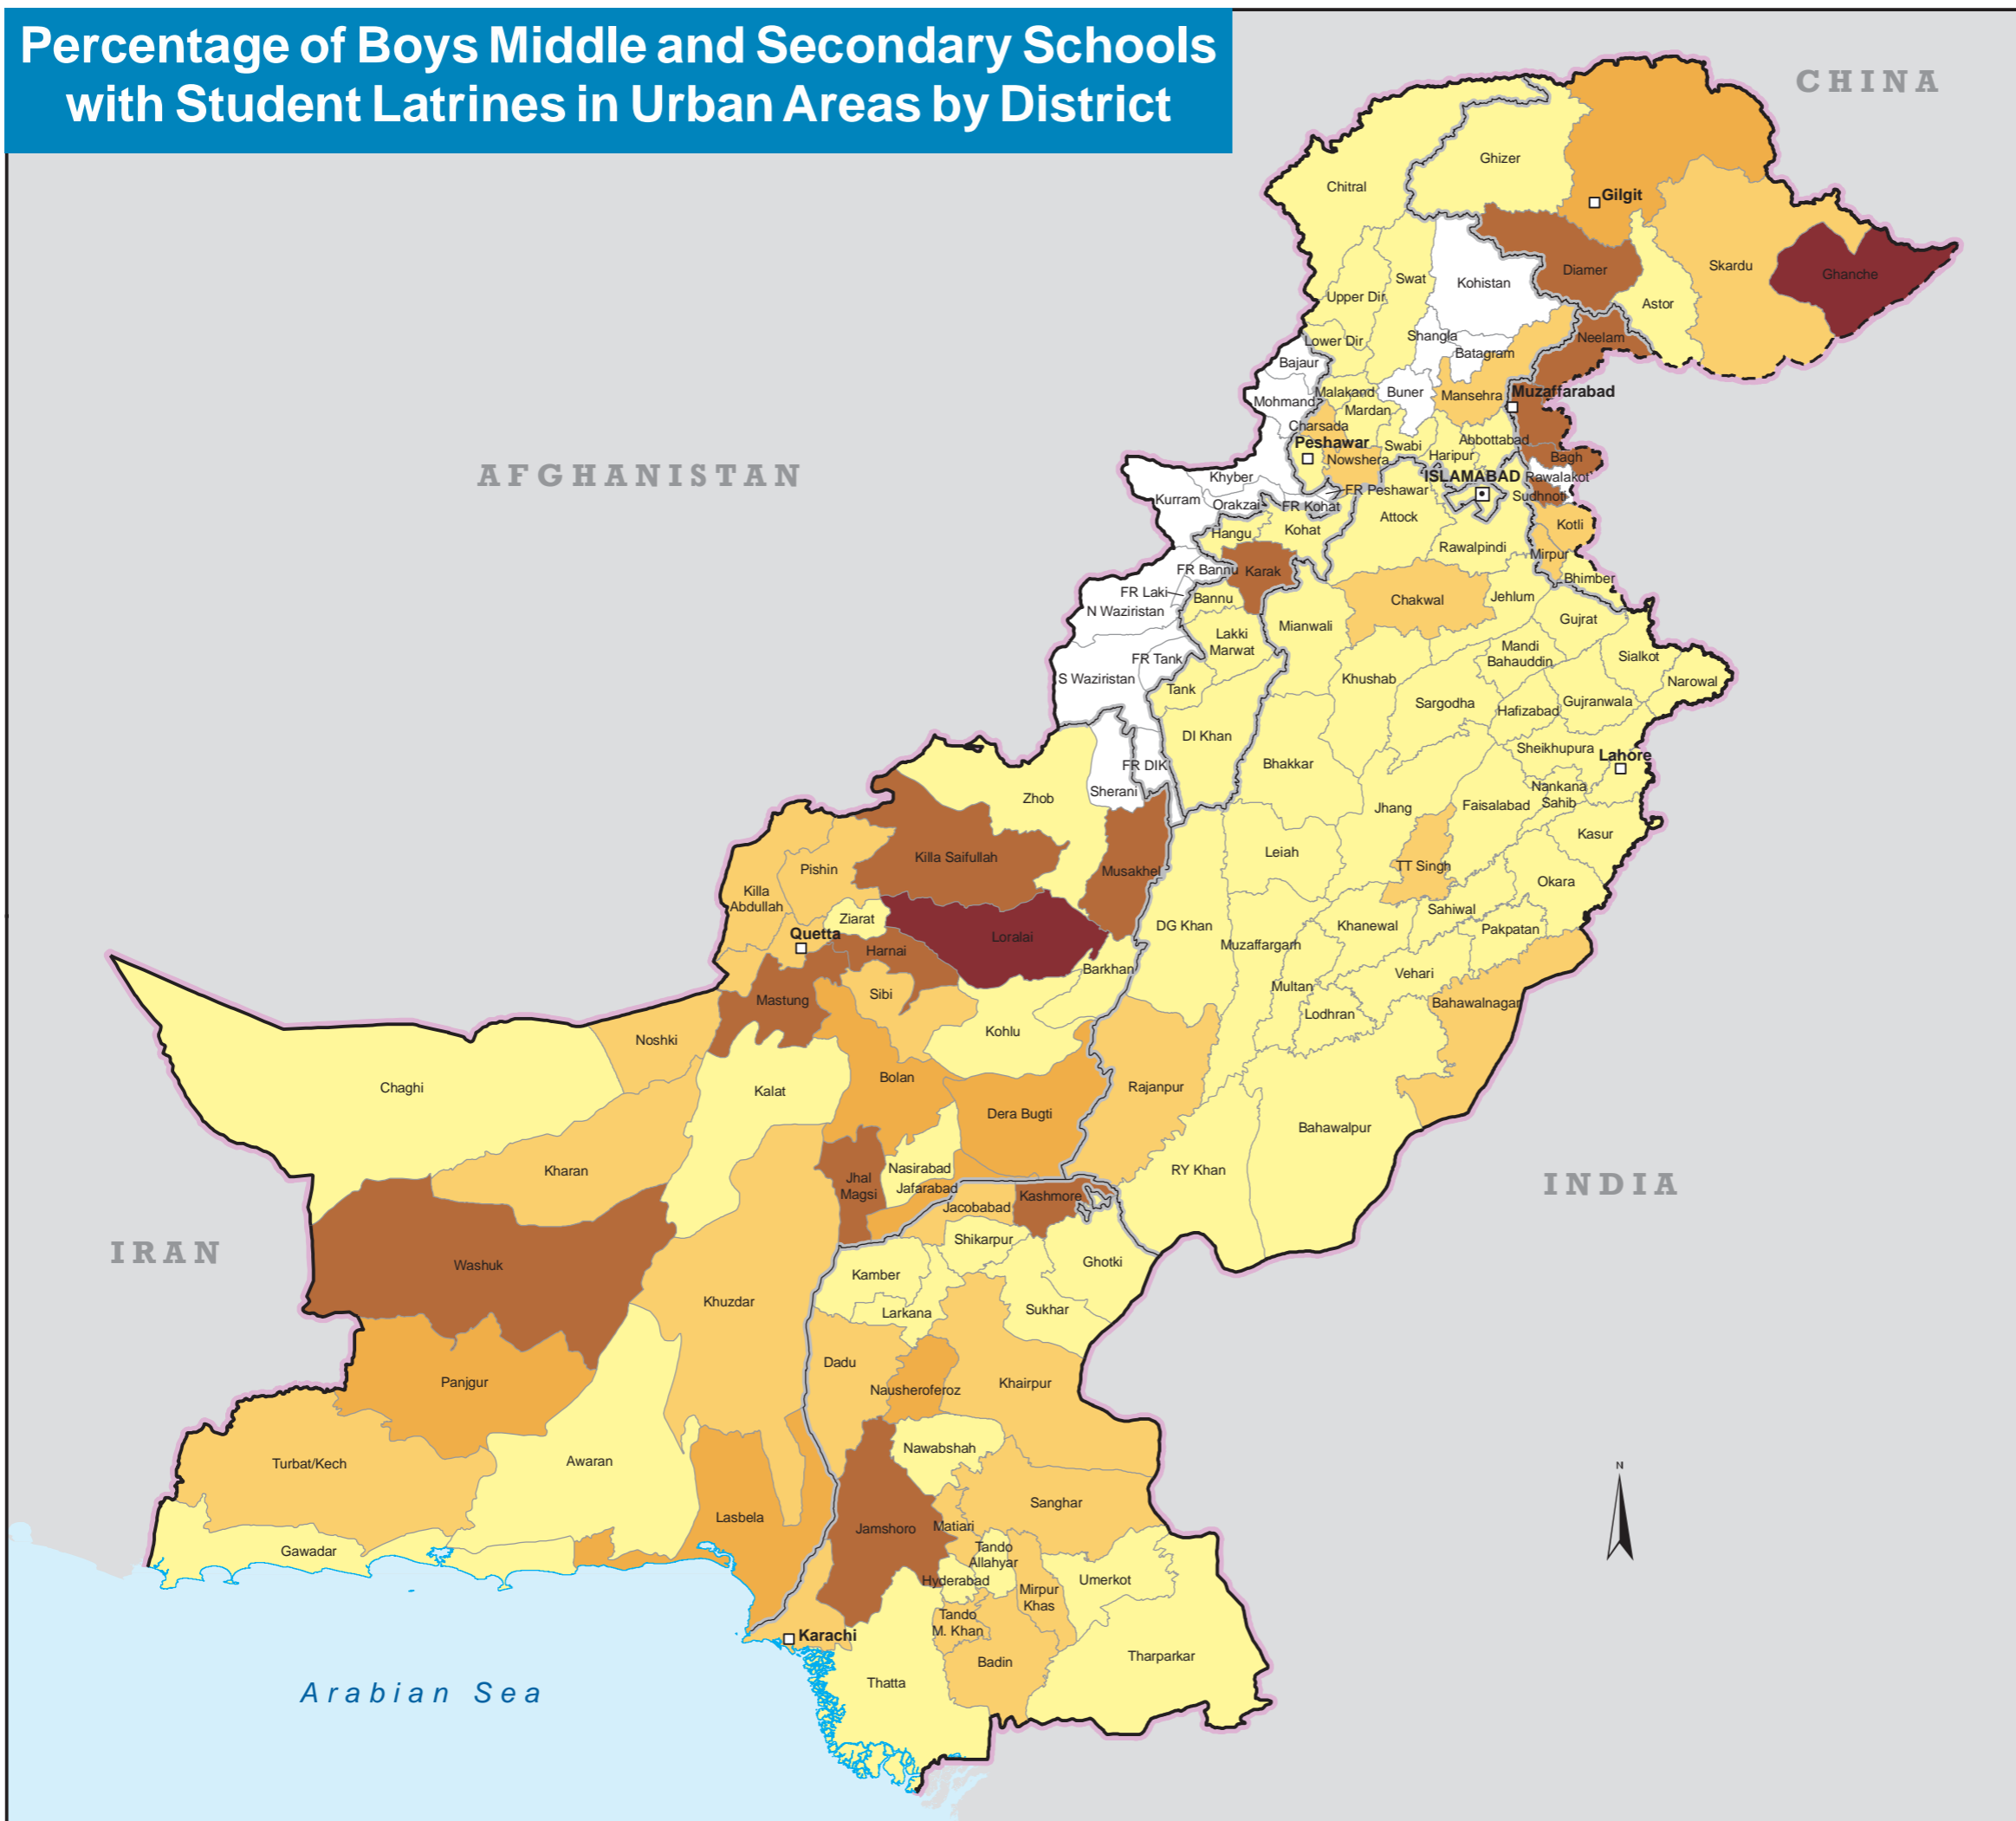 Percentage of Boys Middle and Secondary Schools
with Student Latrines in Urban Areas by District
CHINA
Ghizer
Chitral
Gilgit
Skardu
Diamer
Ghanche
Swat
Kohistan
Upper Dir
Astor
Shangla
Neelam
Lower Dir
Batagram
Bajaur
Malakand
Buner
Mansehra
Muzaffarabad
Mohmand
Mardan
Charsada
Abbottabad
Peshawar
Swabi
Haripur
Bagh
Nowshera
AFGHANISTAN
Khyber
ISLAMABAD
Rawalakot
FR Peshawar
Sudhnoti
Kurram
Orakzai
FR Kohat
Attock
Kotli
Hangu
Kohat
Rawalpindi
Mirpur
FR Bannu
Karak
Bhimber
FR Laki
Bannu
Chakwal
Jehlum
N Waziristan
Mianwali
Gujrat
Lakki
Marwat
Mandi
Bahauddin
Sialkot
FR Tank
S Waziristan
Khushab
Narowal
Tank
Sargodha
Hafizabad
Gujranwala
DI Khan
Sheikhupura
Lahore
FR DIK
Bhakkar
Sherani
Nankana
Sahib
Zhob
Jhang
Faisalabad
Kasur
Killa Saifullah
Leiah
Pishin
Musakhel
TT Singh
Okara
Killa
Abdullah
Ziarat
Sahiwal
DG Khan
Khanewal
Pakpatan
Quetta
Loralai
Muzaffargarh
Harnai
Barkhan
Vehari
Mastung
Sibi
Multan
Bahawalnagar
Lodhran
Noshki
Kohlu
Chaghi
Kalat
Bolan
Rajanpur
Dera Bugti
Bahawalpur
Kharan
Nasirabad
RY Khan
INDIA
Jhal
Magsi
Jafarabad
Kashmore
Jacobabad
IRAN
Shikarpur
Washuk
Kamber
Ghotki
Khuzdar
Larkana
Sukhar
Dadu
Panjgur
Nausheroferoz
Khairpur
Turbat/Kech
Awaran
Nawabshah
N
Sanghar
Lasbela
Jamshoro
Matiari
Gawadar
Tando
Allahyar
Hyderabad
Mirpur
Khas
Umerkot
Tando
M. Khan
Karachi
Badin
Tharparkar
Thatta
Arabian Sea